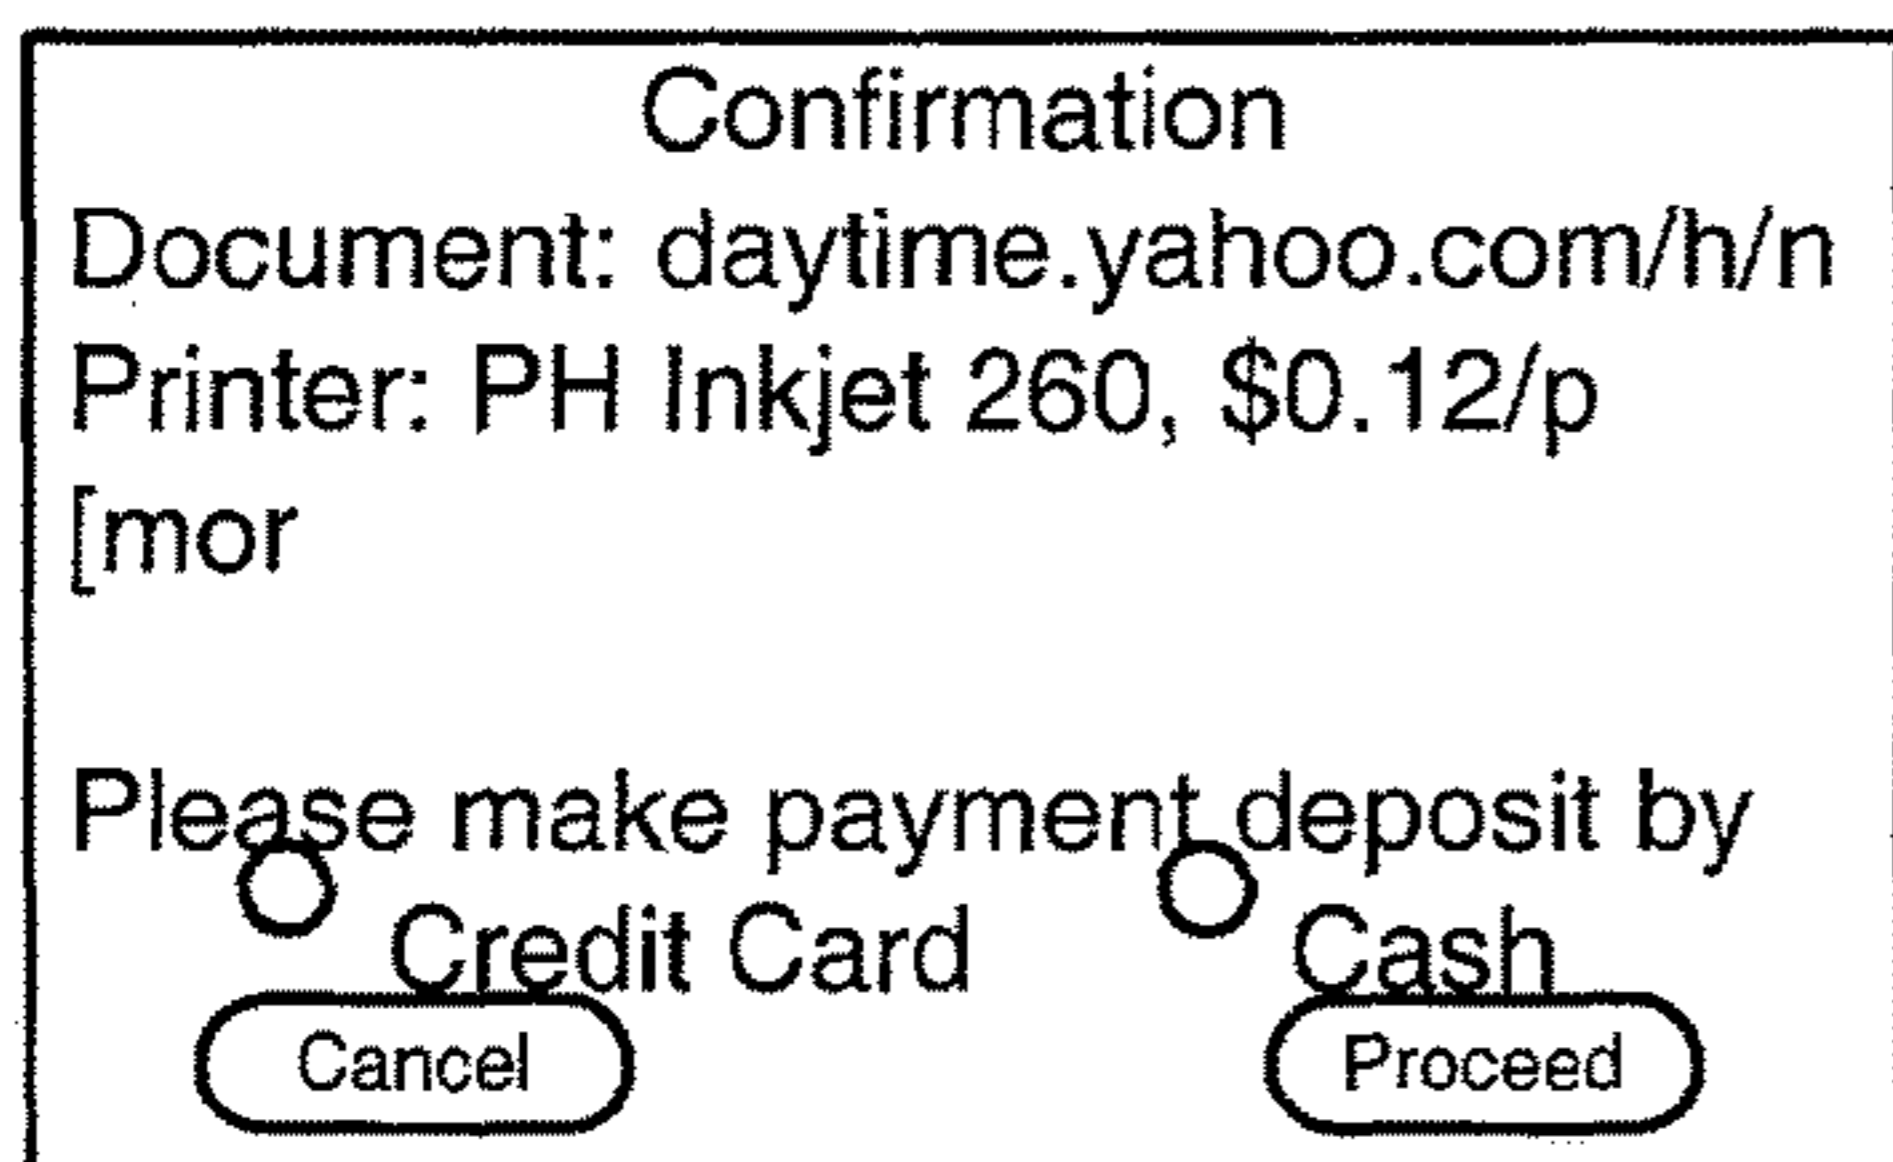 Confirmation
Document: daytime.yahoo.com/h/n
Printer: PH Inkjet 260, $0.12/p
[mor
Please make payment deposit by
Credit Card Cash
Cancel Proceed